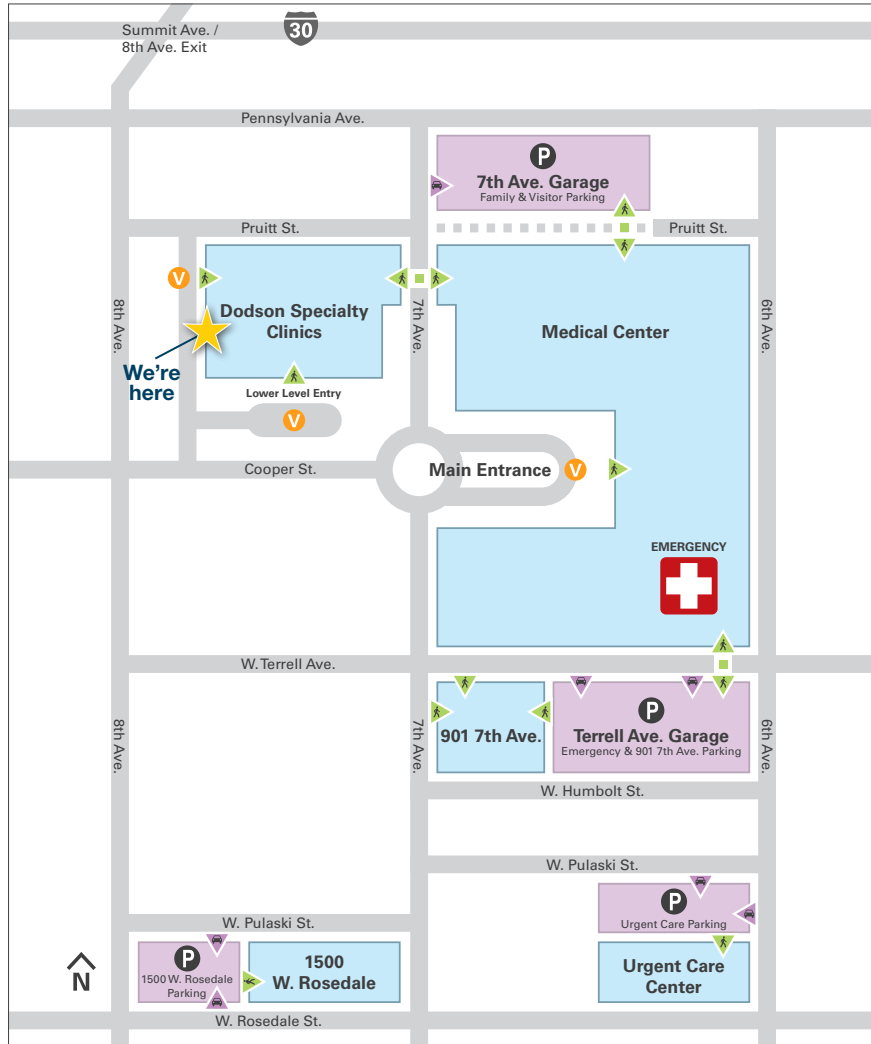 Summit Ave. /
8th Ave. Exit
30
Pennsylvania Ave.
P
7th Ave. Garage
Family & Visitor Parking
Pruitt St.
Pruitt St.
V
Dodson Specialty
Clinics
8th Ave.
7th Ave.
Medical Center
6th Ave.
We're
here
Lower Level Entry
V
Cooper St.
Main Entrance
V
EMERGENCY
W. Terrell Ave.
8th Ave.
7th Ave.
901 7th Ave.
P
Terrell Ave. Garage
Emergency & 901 7th Ave. Parking
6th Ave.
W. Humbolt St.
W. Pulaski St.
P
Urgent Care Parking
W. Pulaski St.
P
1500 W. Rosedale
Parking
1500
W. Rosedale
Urgent Care
Center
N
W. Rosedale St.